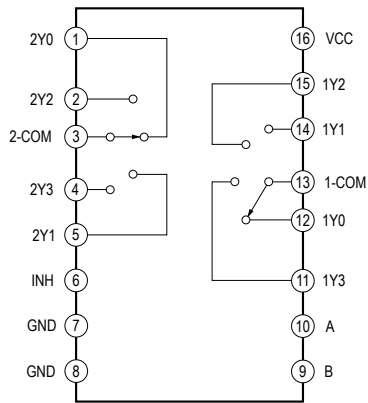 2Y0 1
2Y2 2
2-COM 3
2Y3 4
2Y1 5
INH 6
GND 7
GND 8
16 VCC
15 1Y2
14 1Y1
13 1-COM
12 1Y0
11 1Y3
10 A
9 B